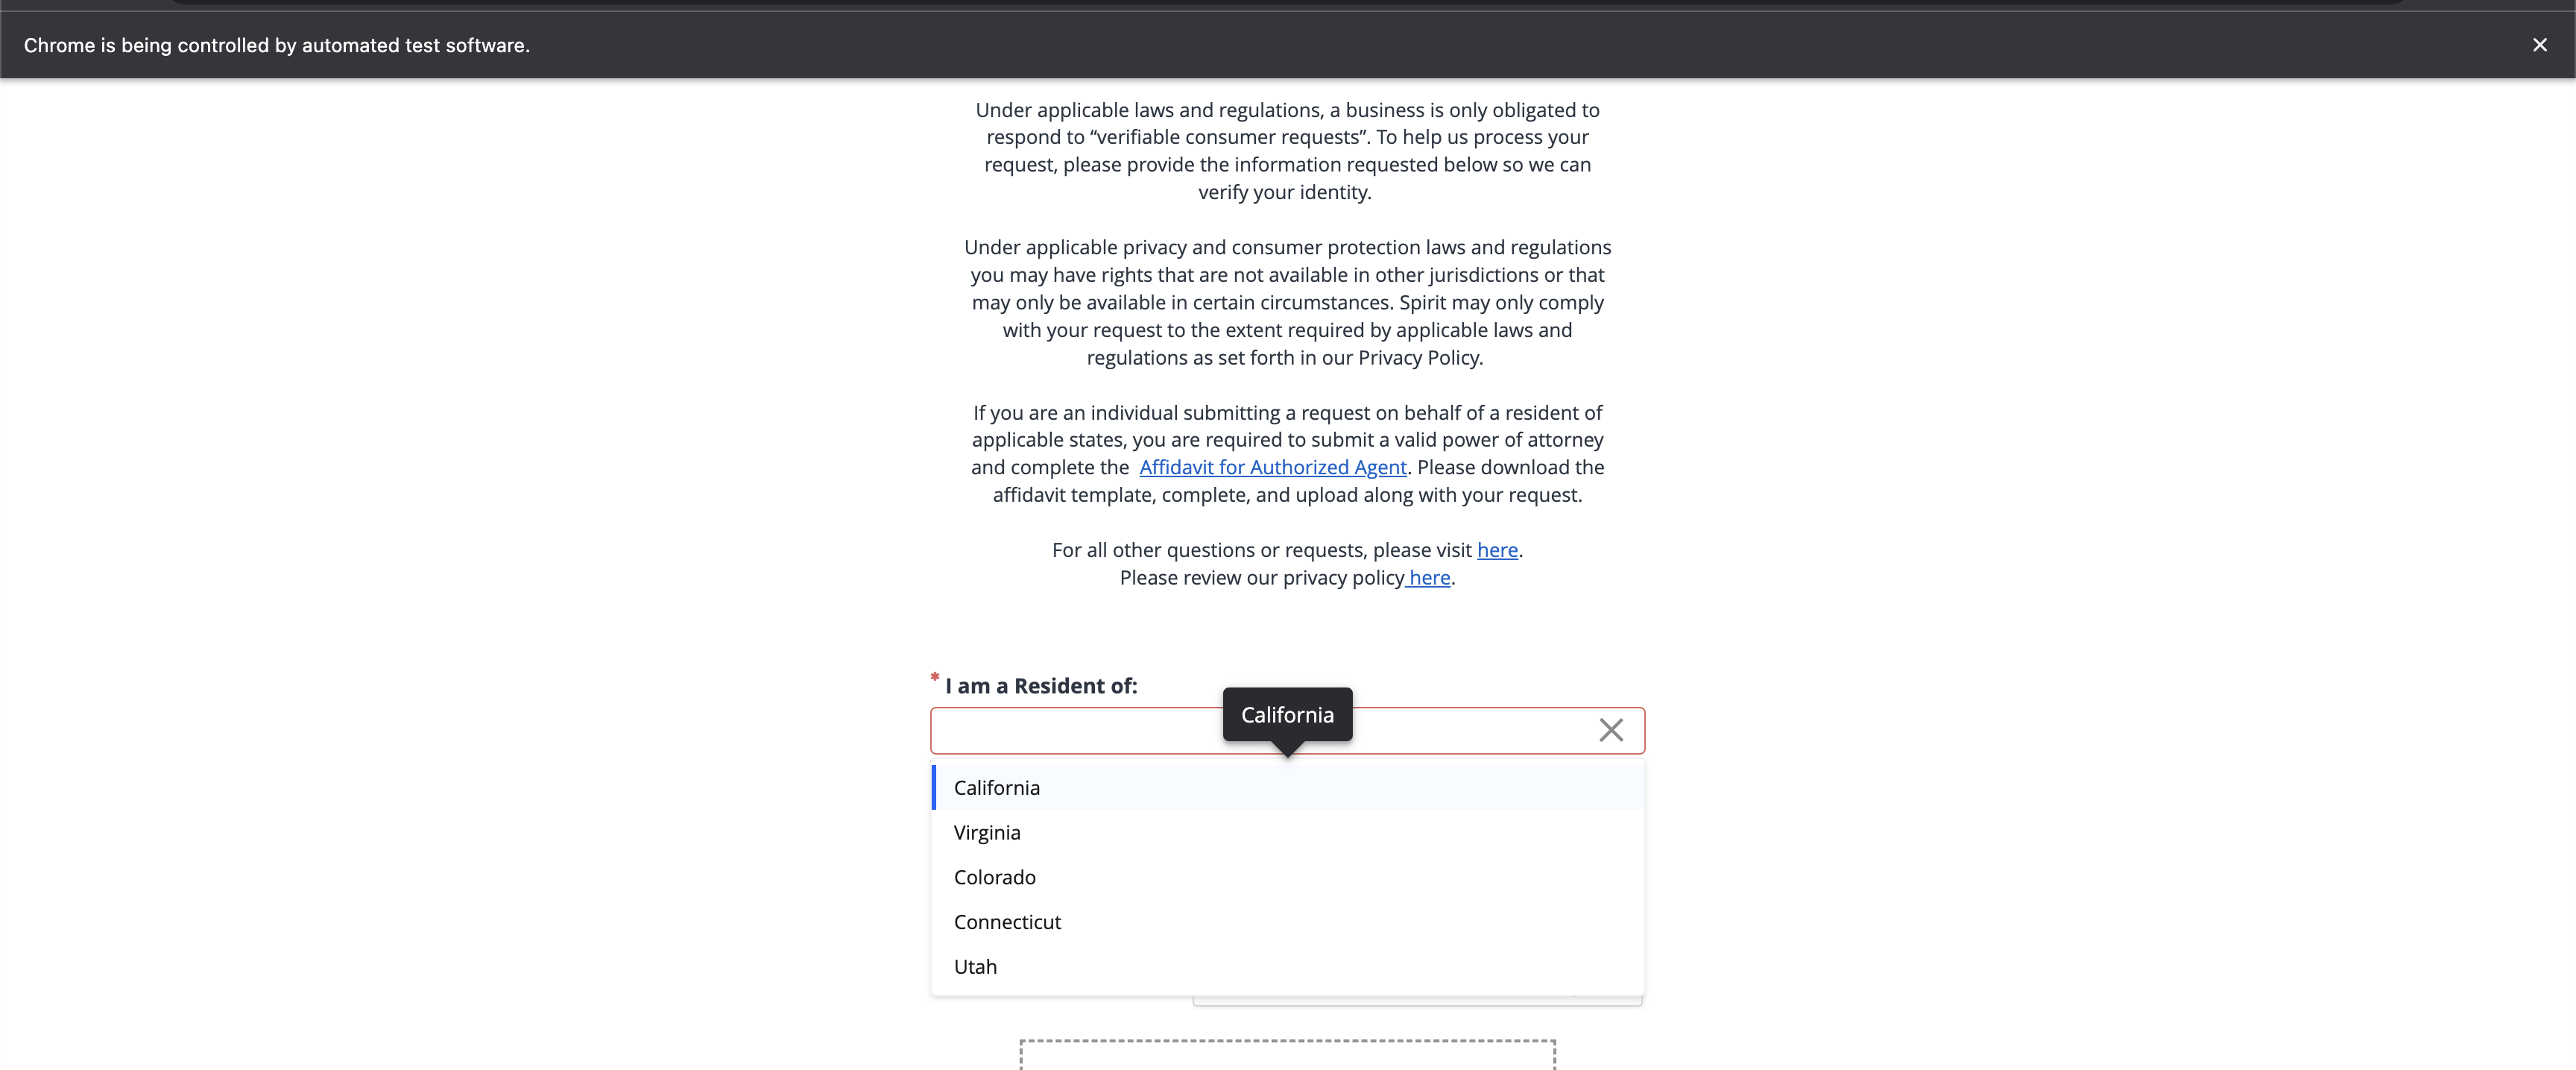 Chrome is being controlled by automated test software.
Under applicable laws and regulations, a business is only obligated to
respond to “verifiable consumer requests”. To help us process your
request, please provide the information requested below so we can
verify your identity.
Under applicable privacy and consumer protection laws and regulations
you may have rights that are not available in other jurisdictions or that
may only be available in certain circumstances. Spirit may only comply
with your request to the extent required by applicable laws and
regulations as set forth in our Privacy Policy.
If you are an individual submitting a request on behalf of a resident of
applicable states, you are required to submit a valid power of attorney
and complete the  Affidavit for Authorized Agent. Please download the
affidavit template, complete, and upload along with your request.
For all other questions or requests, please visit here.
Please review our privacy policy here.
* I am a Resident of:
California
California
Virginia
Colorado
Connecticut
Utah